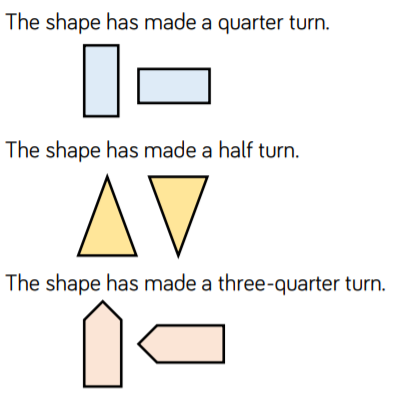 The shape has made a quarter turn.
The shape has made a half turn.
The shape has made a three-quarter turn.